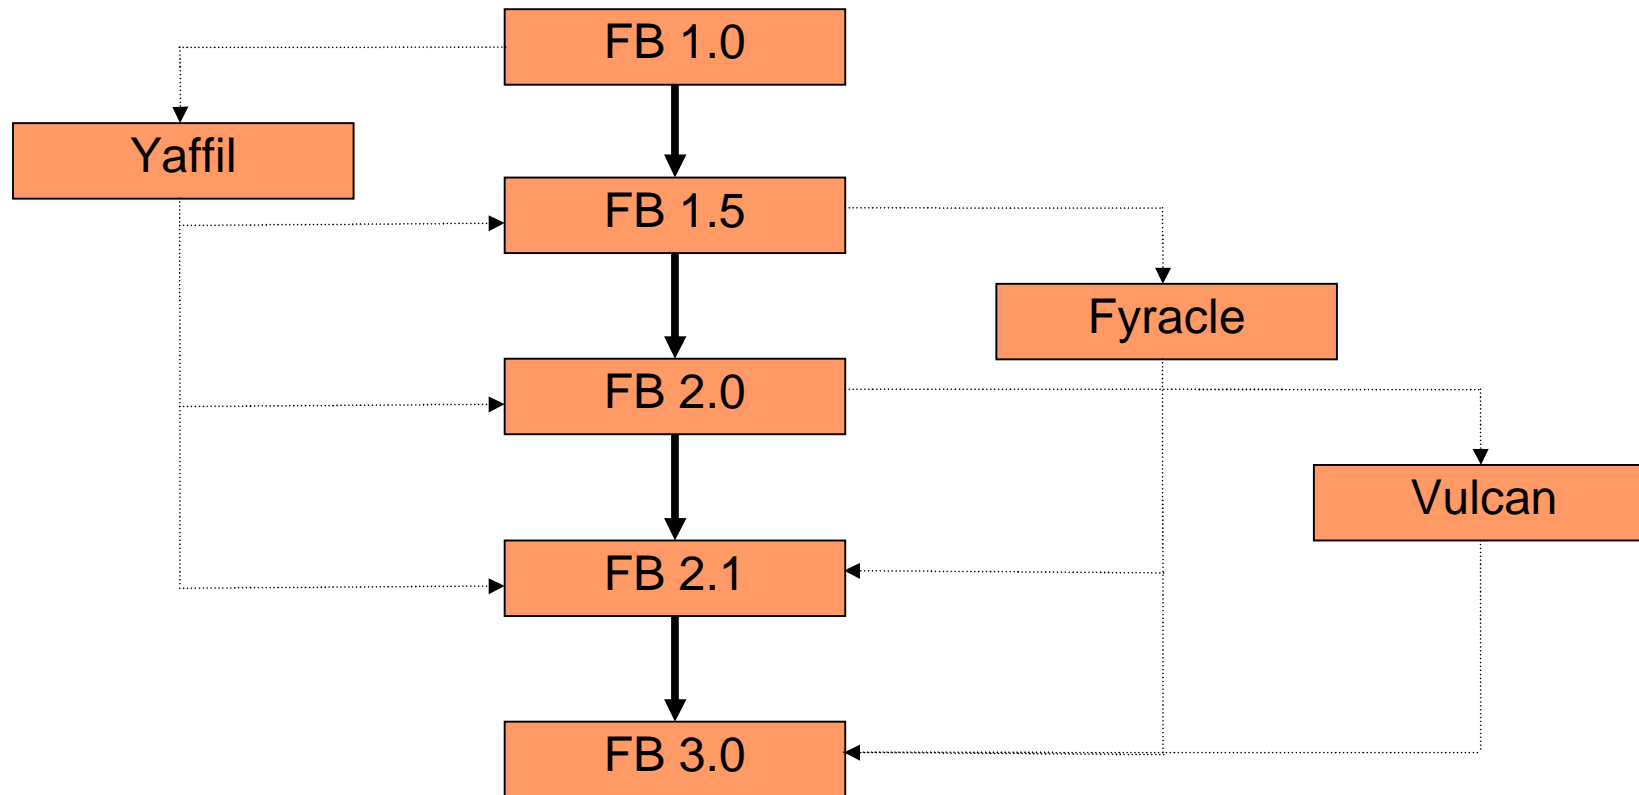 FB 1.0
Yaffil
FB 1.5
Fyracle
FB 2.0
Vulcan
FB 2.1
FB 3.0